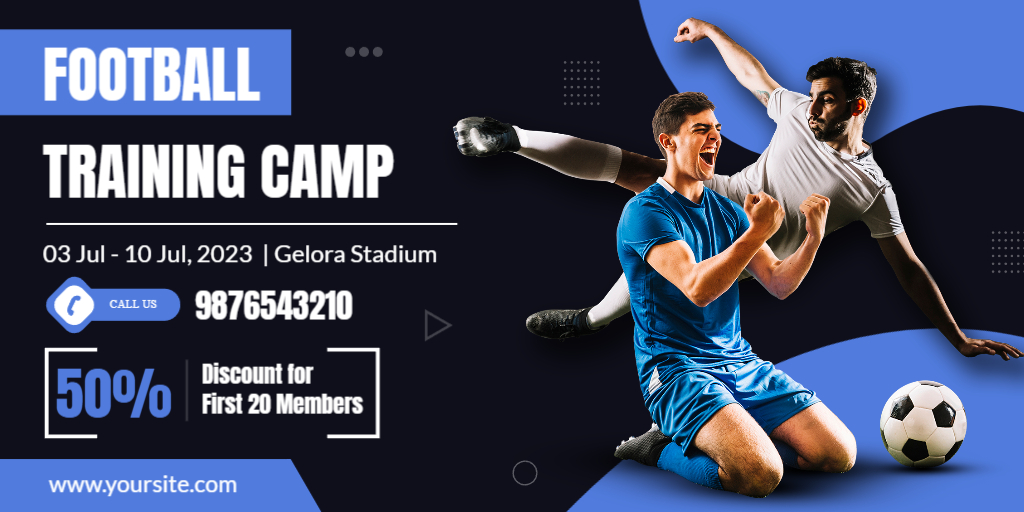 FOOTBALL
TRAINING CAMP
03 Jul - 10 Jul, 2023 | Gelora Stadium
CALL US 9876543210
50% Discount for
First 20 Members
www.yoursite.com